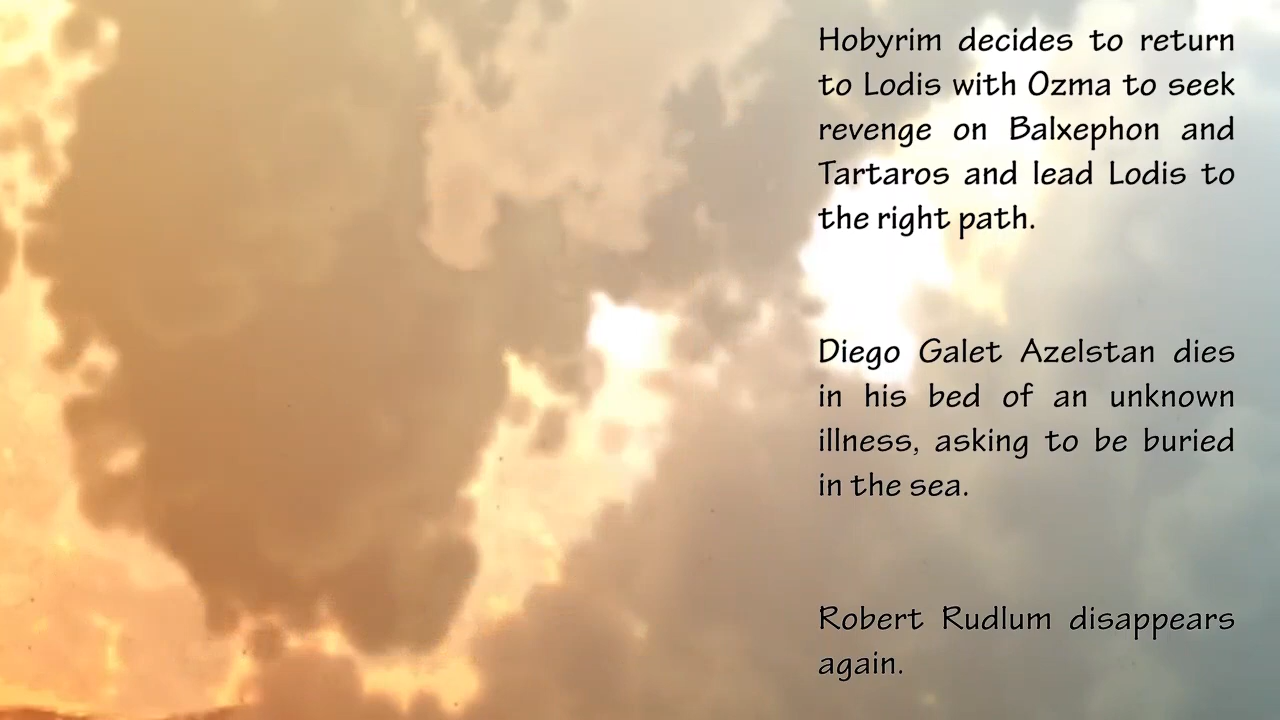 Hobyrim decides to return
to Lodis with Ozma to seek
revenge on Balxephon and
Tartaros and lead Lodis to
the right path.
Diego Galet Azelstan dies
in his bed of an unknown
illness, asking to be buried
in the sea.
Robert Rudlum disappears
again.